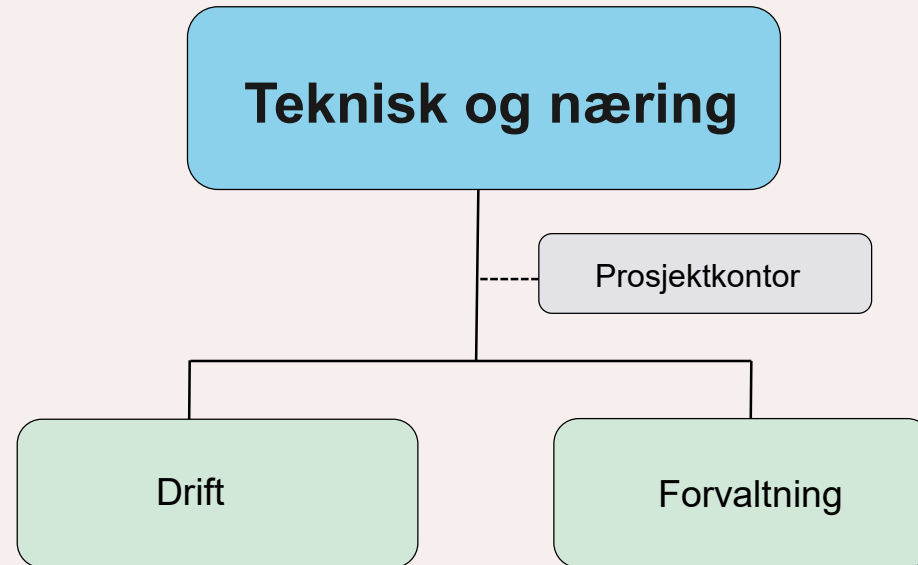 Teknisk og næring
Prosjektkontor
Drift
Forvaltning